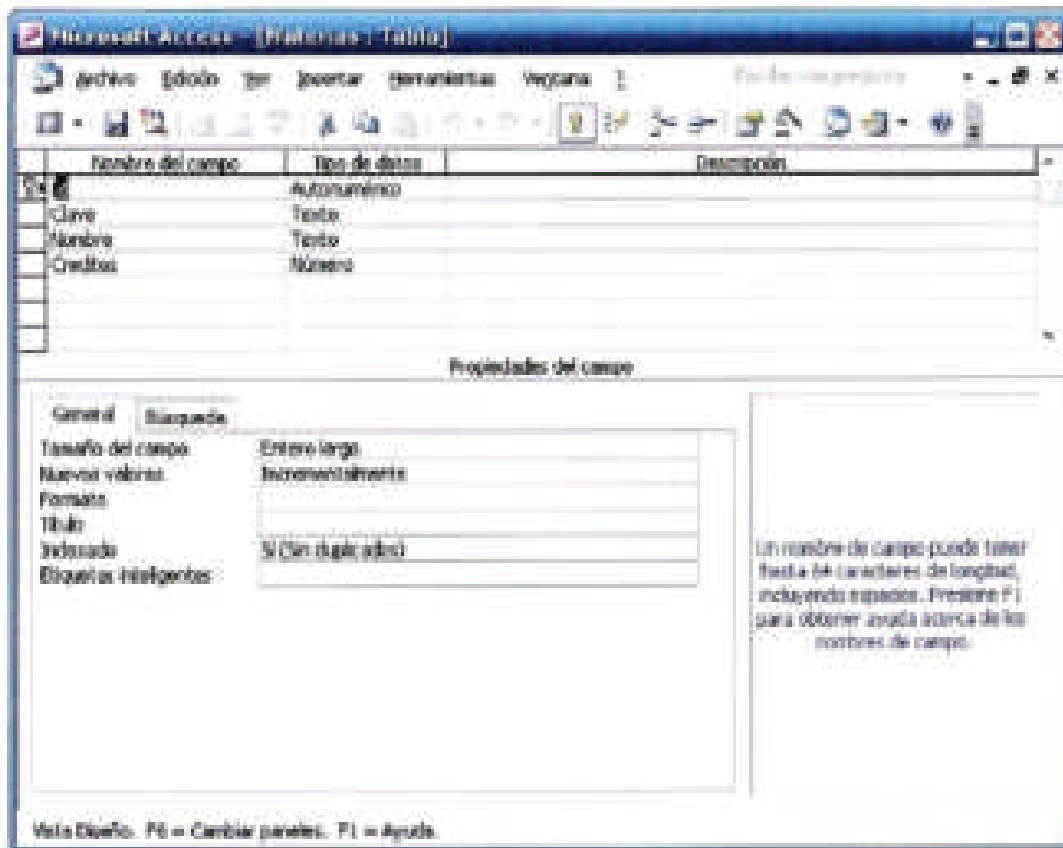 Microsoft Access - [Materias : Tabla]
Archivo Edición Ver Insertar Herramientas Ventana ?
Nombre del campo Tipo de datos Descripción
Autonumérico
Clave Texto
Nombre Texto
Creditos Número
Propiedades del campo
General Búsqueda
Tamaño del campo Entero largo
Nuevos valores Incrementalmente
Formato
Título
Indexado Sí (Sin duplicados)
Etiquetas inteligentes
Un nombre de campo puede tener
hasta 64 caracteres de longitud,
incluyendo espacios. Presione F1
para obtener ayuda acerca de los
nombres de campo.
Vista Diseño. F6 = Cambiar paneles. F1 = Ayuda.